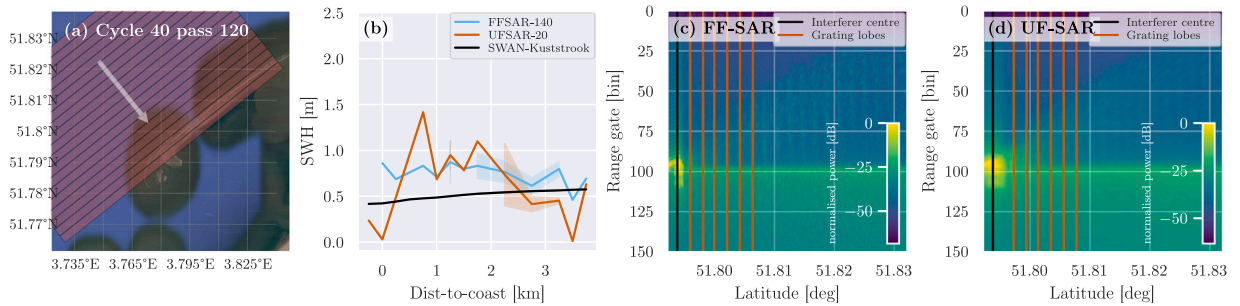 (a) Cycle 40 pass 120
51.83°N
51.82°N
51.81°N
51.8°N
51.79°N
51.78°N
51.77°N
3.735°E
3.765°E
3.795°E
3.825°E
(b)
FFSAR-140
UFSAR-20
SWAN-Kuststrook
SWH [m]
2.5
2.0
1.5
1.0
0.5
0.0
0
1
2
3
Dist-to-coast [km]
(c) FF-SAR
Interferer centre
Grating lobes
Range gate [bin]
0
25
50
75
100
125
150
normalised power [dB]
0
−25
−50
51.80
51.81
51.82
51.83
Latitude [deg]
(d) UF-SAR
Interferer centre
Grating lobes
Range gate [bin]
0
25
50
75
100
125
150
normalised power [dB]
0
−25
−50
51.80
51.81
51.82
51.83
Latitude [deg]